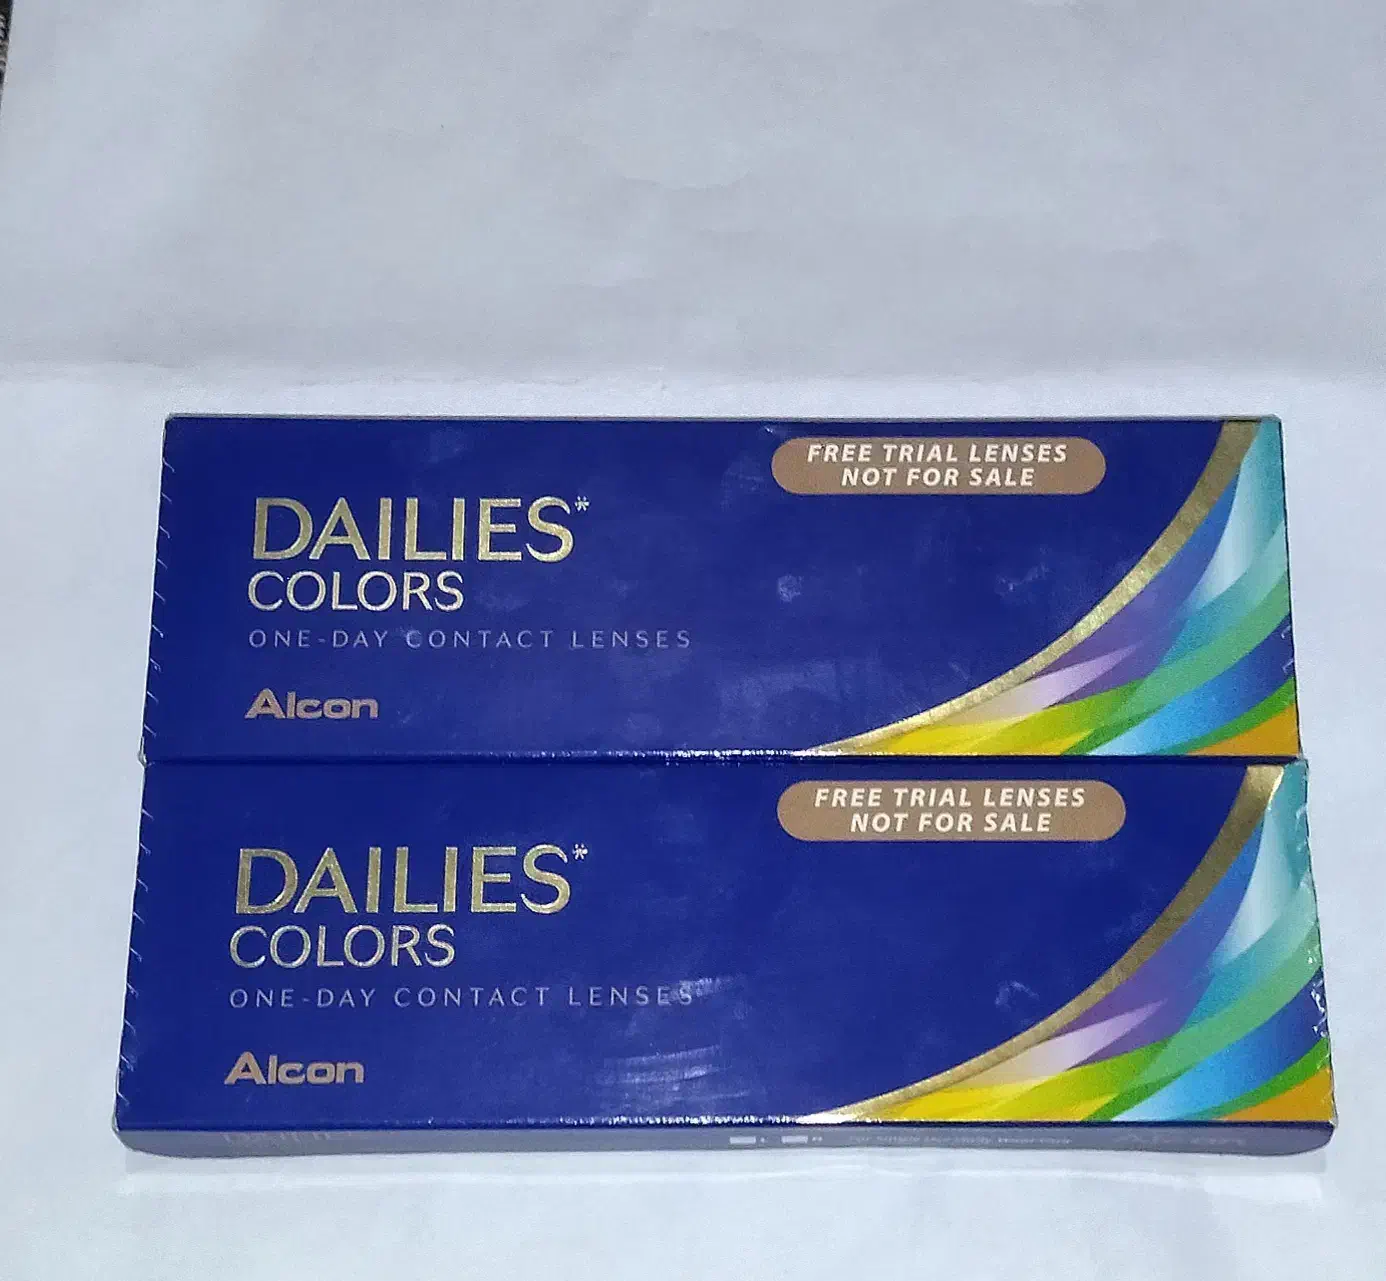 FREE TRIAL LENSES
NOT FOR SALE
DAILIES*
COLORS
ONE-DAY CONTACT LENSES
Alcon
FREE TRIAL LENSES
NOT FOR SALE
DAILIES*
COLORS
ONE-DAY CONTACT LENSES
Alcon